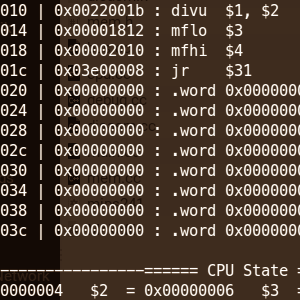 010 | 0x0022001b : divu  $1, $2
014 | 0x00001812 : mflo  $3
018 | 0x00002010 : mfhi  $4
01c | 0x03e00008 : jr    $31
020 | 0x00000000 : .word 0x0000000
024 | 0x00000000 : .word 0x0000000
028 | 0x00000000 : .word 0x0000000
02c | 0x00000000 : .word 0x0000000
030 | 0x00000000 : .word 0x0000000
034 | 0x00000000 : .word 0x0000000
038 | 0x00000000 : .word 0x0000000
03c | 0x00000000 : .word 0x0000000
====== CPU State =
Network
0000004   $2  = 0x00000006   $3  =